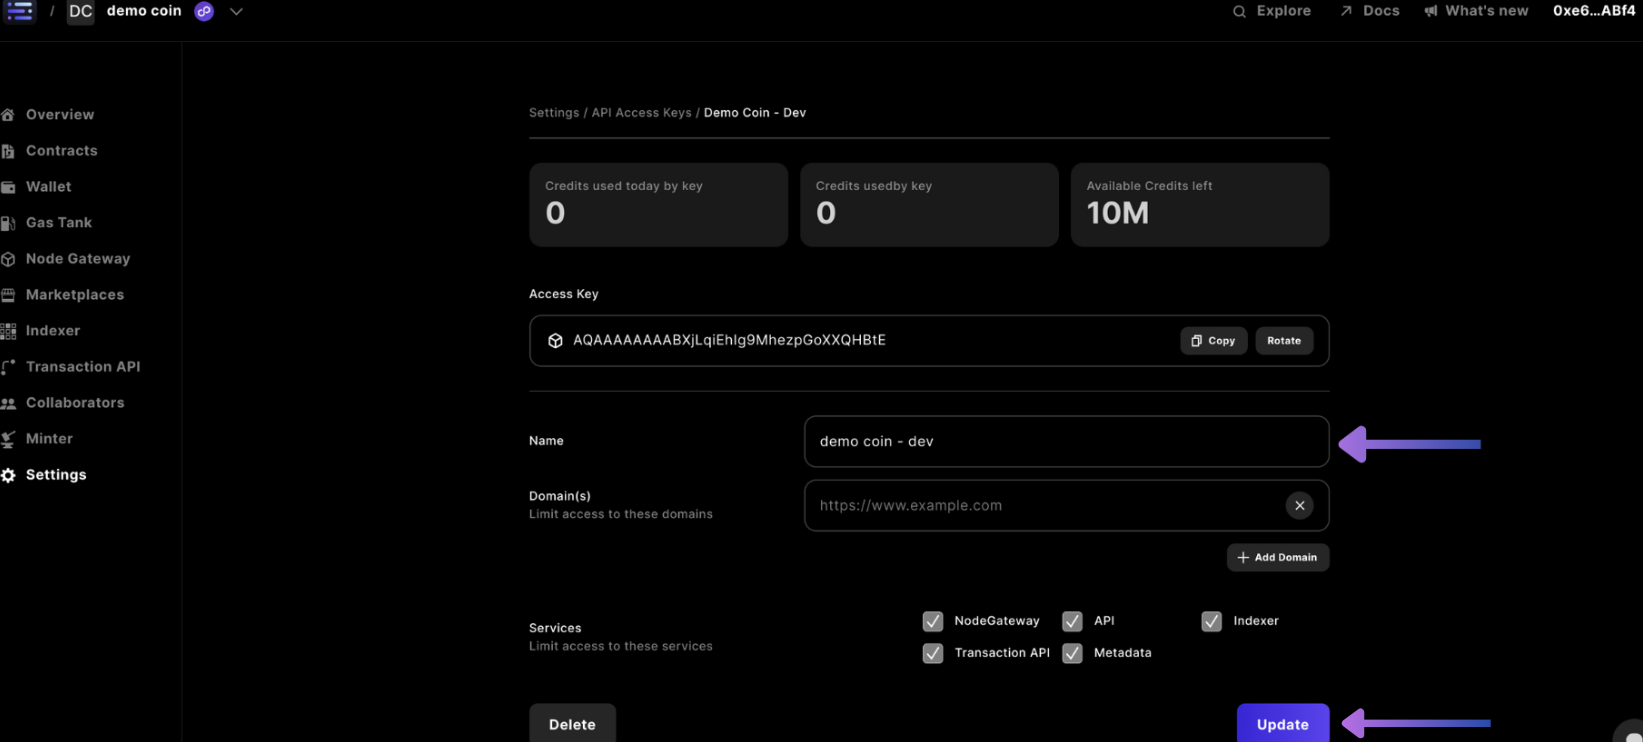 / DC demo coin
Explore Docs What's new 0xe6...ABf4
Overview
Contracts
Wallet
Gas Tank
Node Gateway
Marketplaces
Indexer
Transaction API
Collaborators
Minter
Settings
Settings / API Access Keys / Demo Coin - Dev
Credits used today by key
0
Credits usedby key
0
Available Credits left
10M
Access Key
AQAAAAAAAABXjLqiEhIg9MhezpGoXXQHBtE
Copy Rotate
Name
demo coin - dev
Domain(s)
Limit access to these domains
https://www.example.com
Add Domain
Services
Limit access to these services
NodeGateway API Indexer
Transaction API Metadata
Delete Update